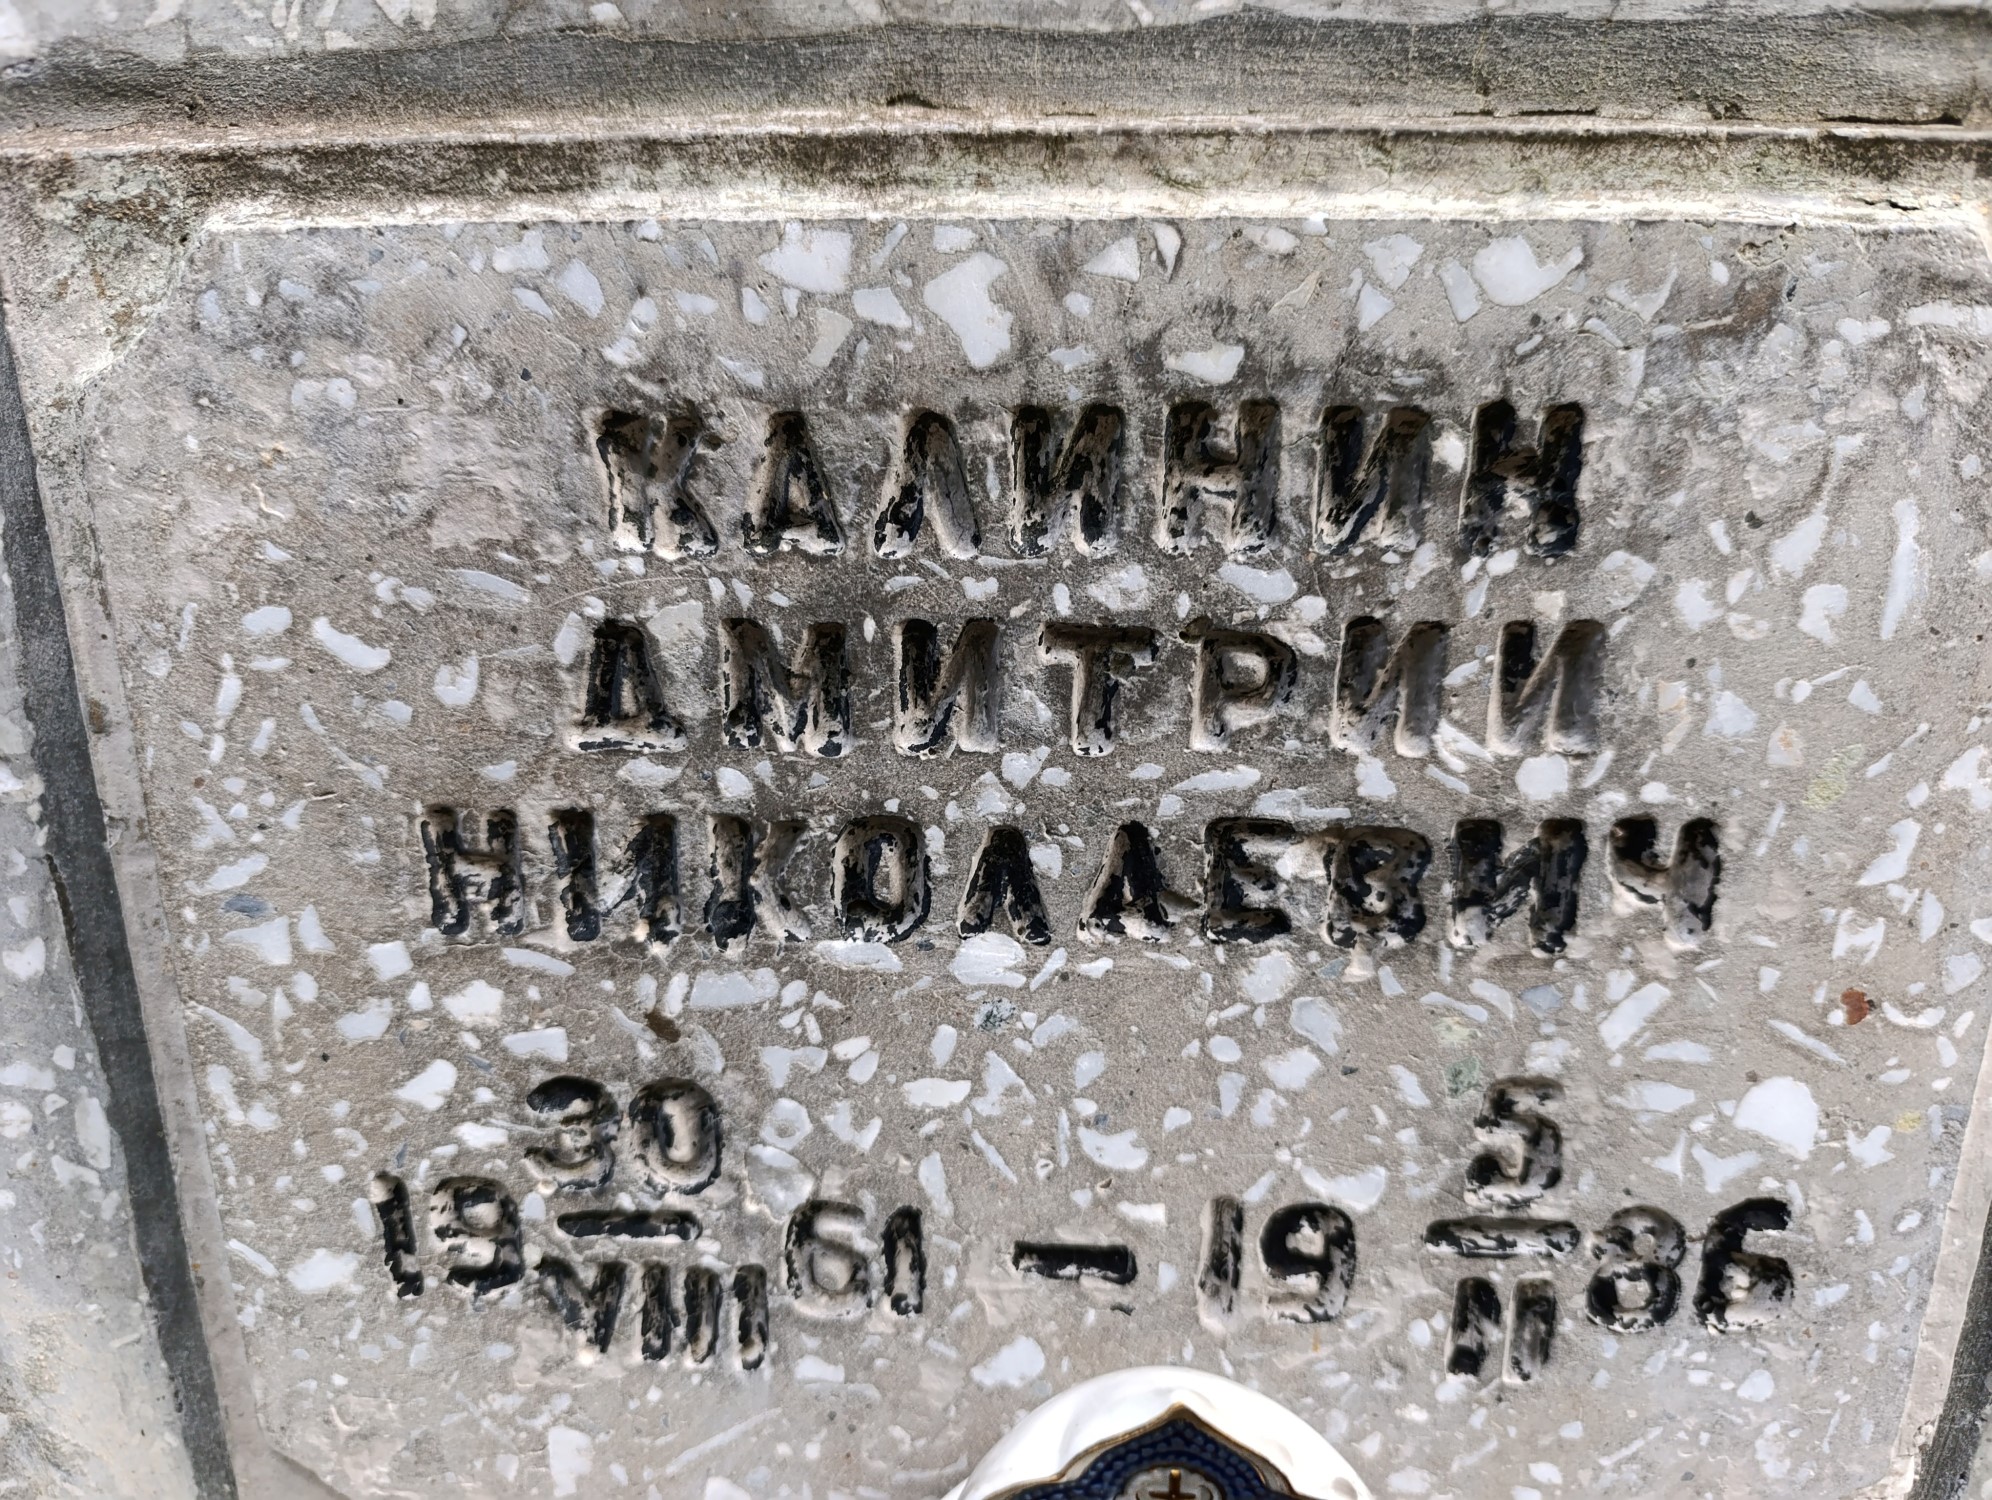 КАЛИНИН
ДМИТРИИ
НИКОЛАЕВИЧ
19 30/VIII 61 — 19 5/II 86